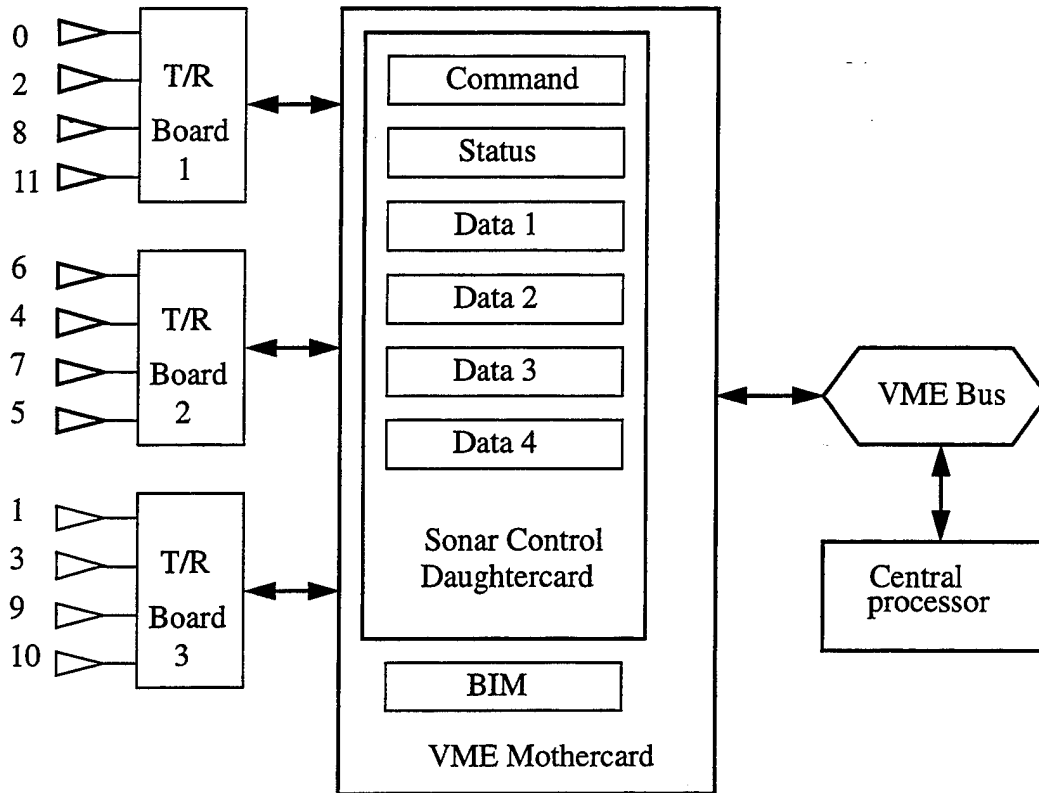 0
2
8
11
T/R
Board
1
6
4
7
5
T/R
Board
2
1
3
9
10
T/R
Board
3
Command
Status
Data 1
Data 2
Data 3
Data 4
Sonar Control
Daughtercard
BIM
VME Mothercard
VME Bus
Central
processor